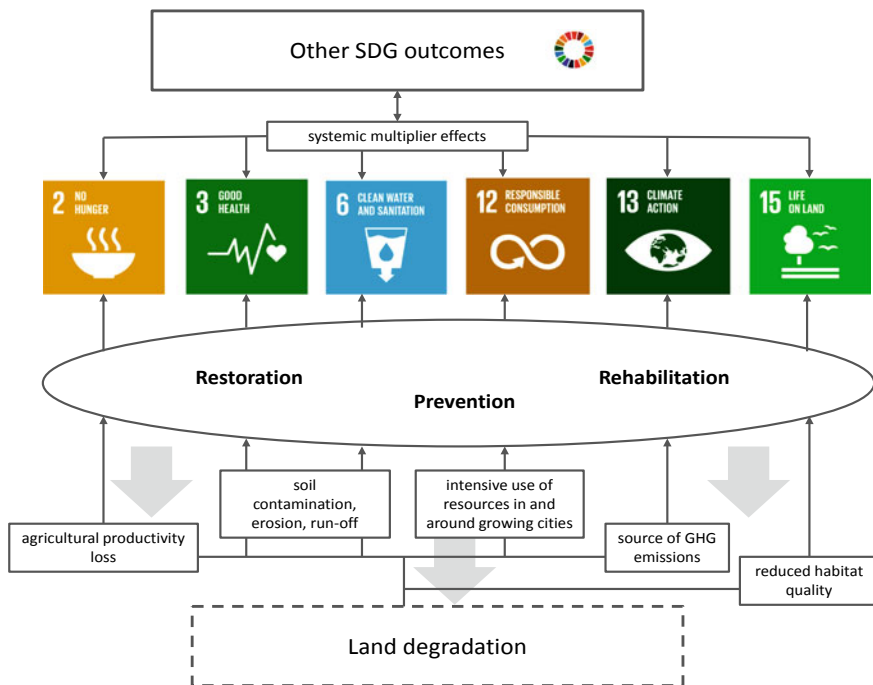 Other SDG outcomes
systemic multiplier effects
2 NO
HUNGER
3 GOOD
HEALTH
6 CLEAN WATER
AND SANITATION
12 RESPONSIBLE
CONSUMPTION
13 CLIMATE
ACTION
15 LIFE
ON LAND
Restoration
Rehabilitation
Prevention
soil
contamination,
erosion, run-off
intensive use of
resources in and
around growing cities
agricultural productivity
loss
source of GHG
emissions
reduced habitat
quality
Land degradation